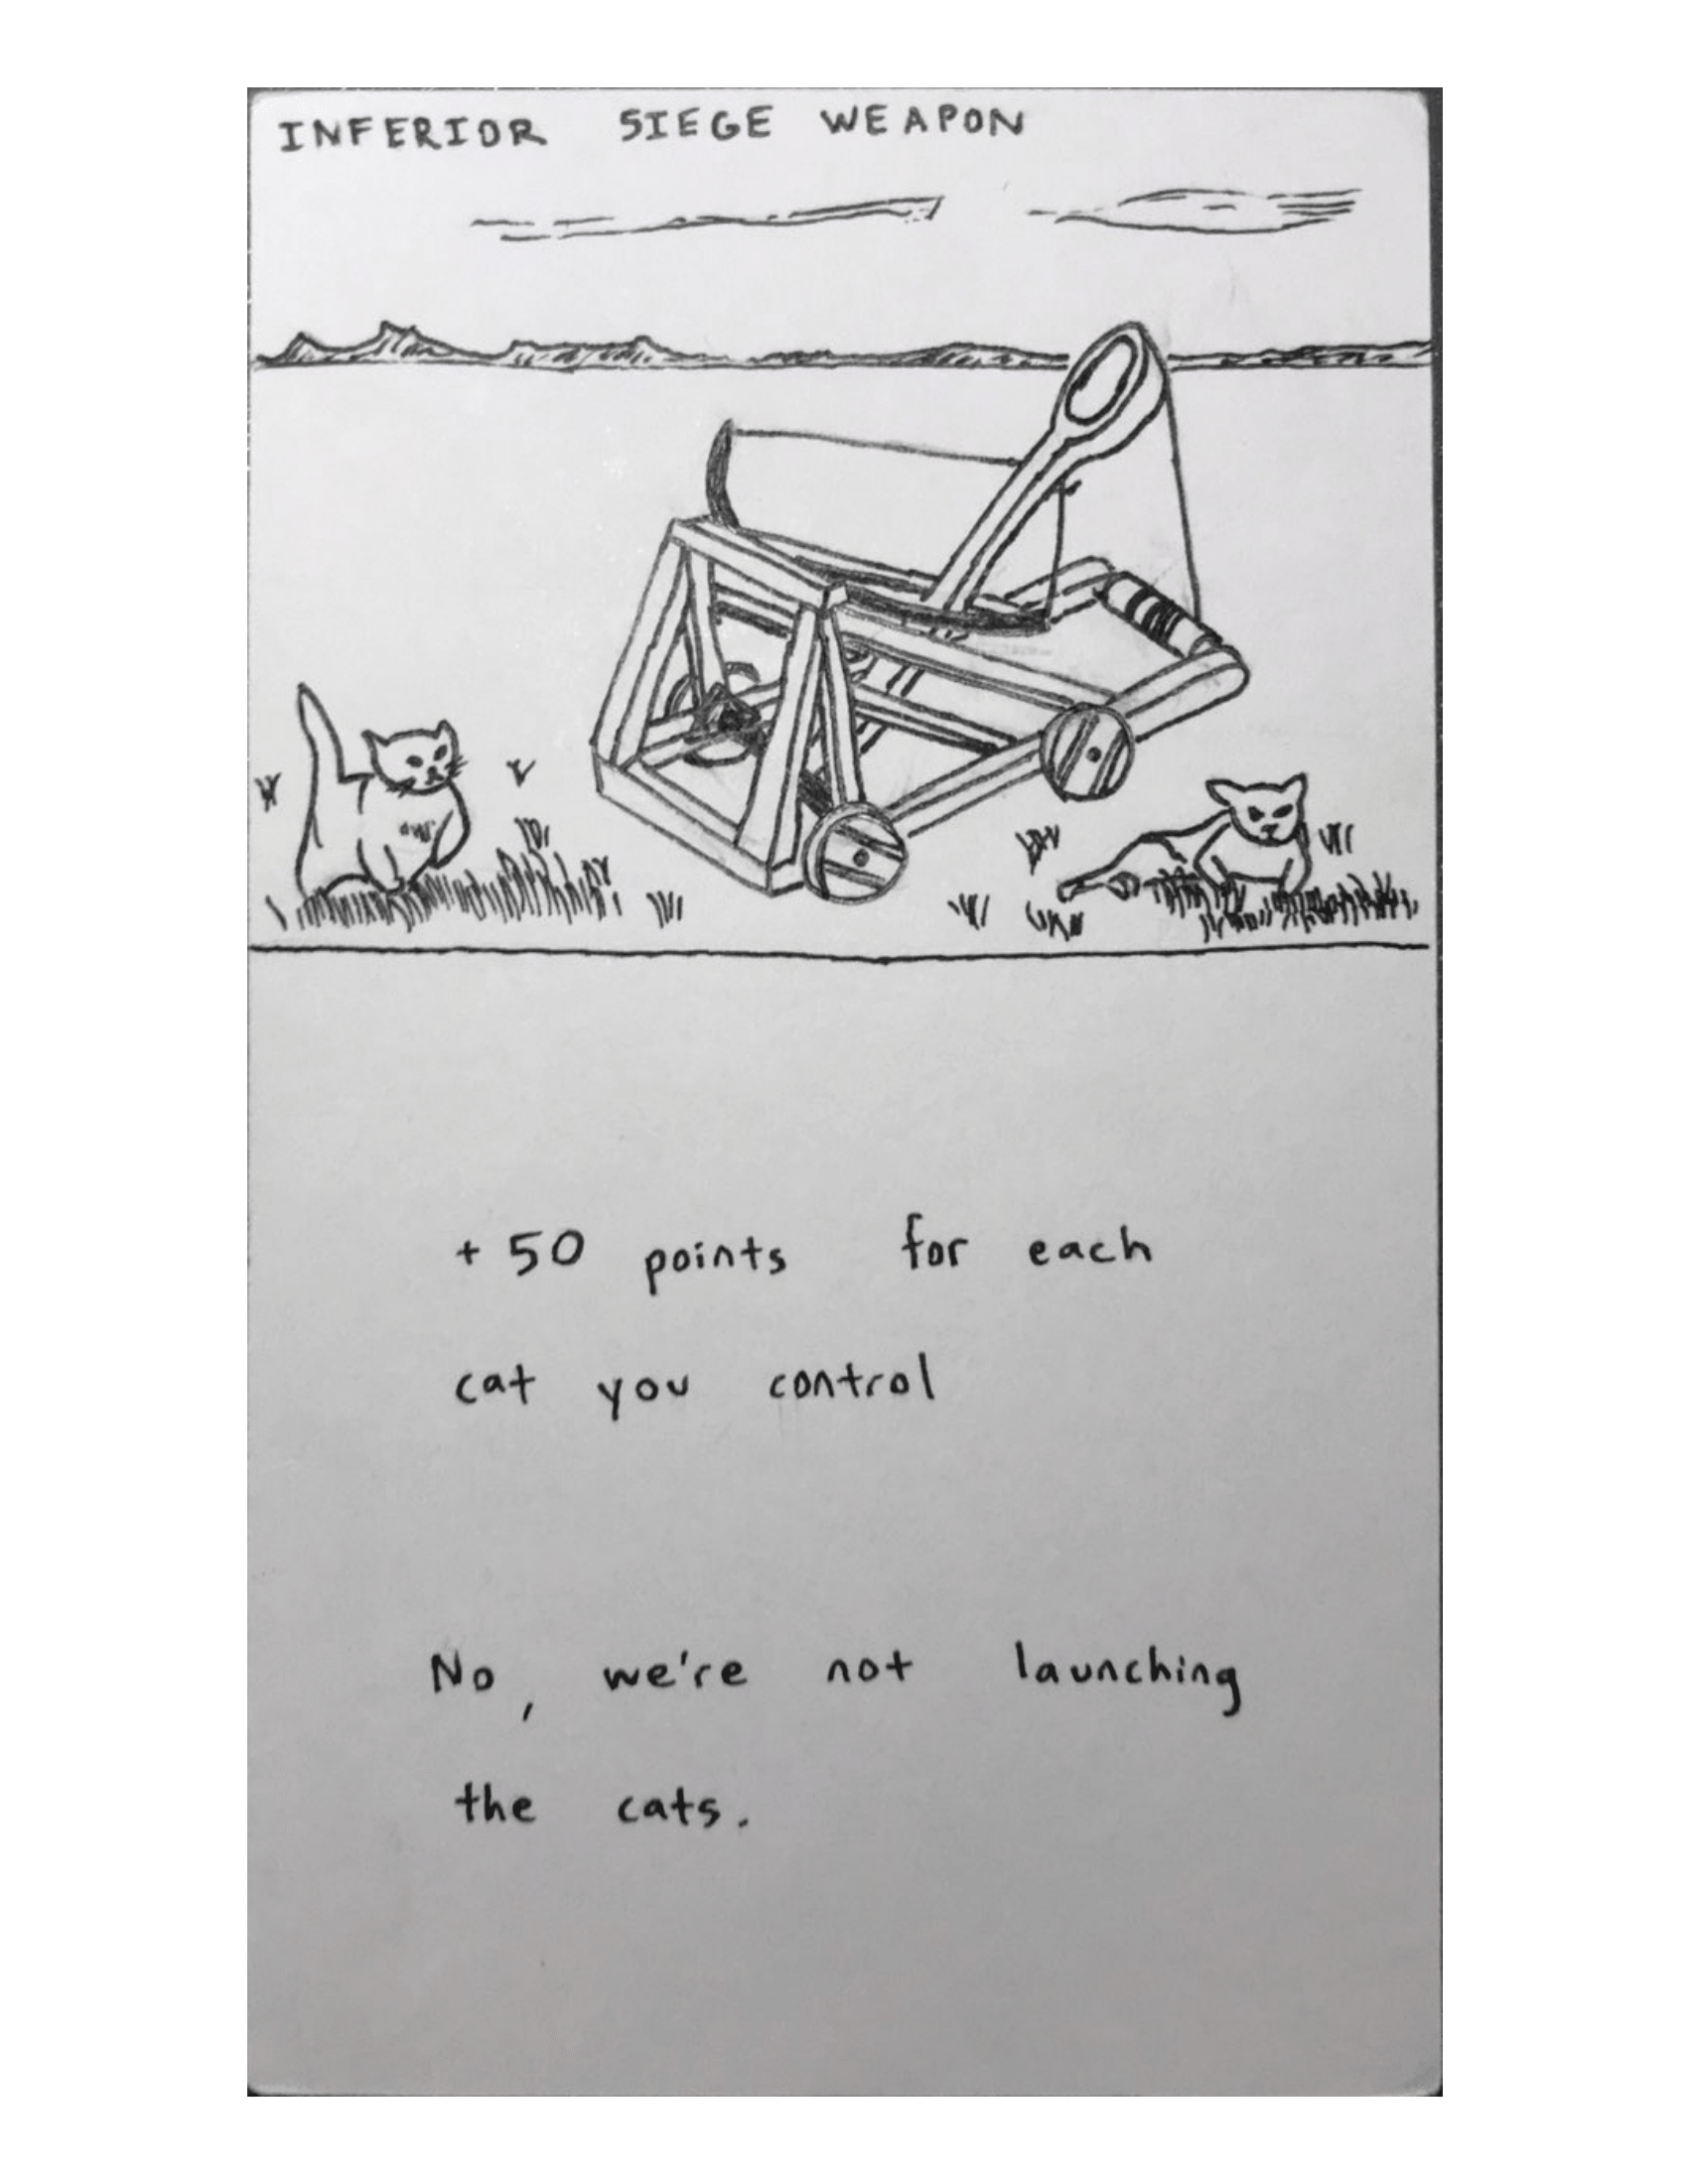 INFERIOR SIEGE WEAPON
+50 points for each
cat you control
No, we're not launching
the cats.